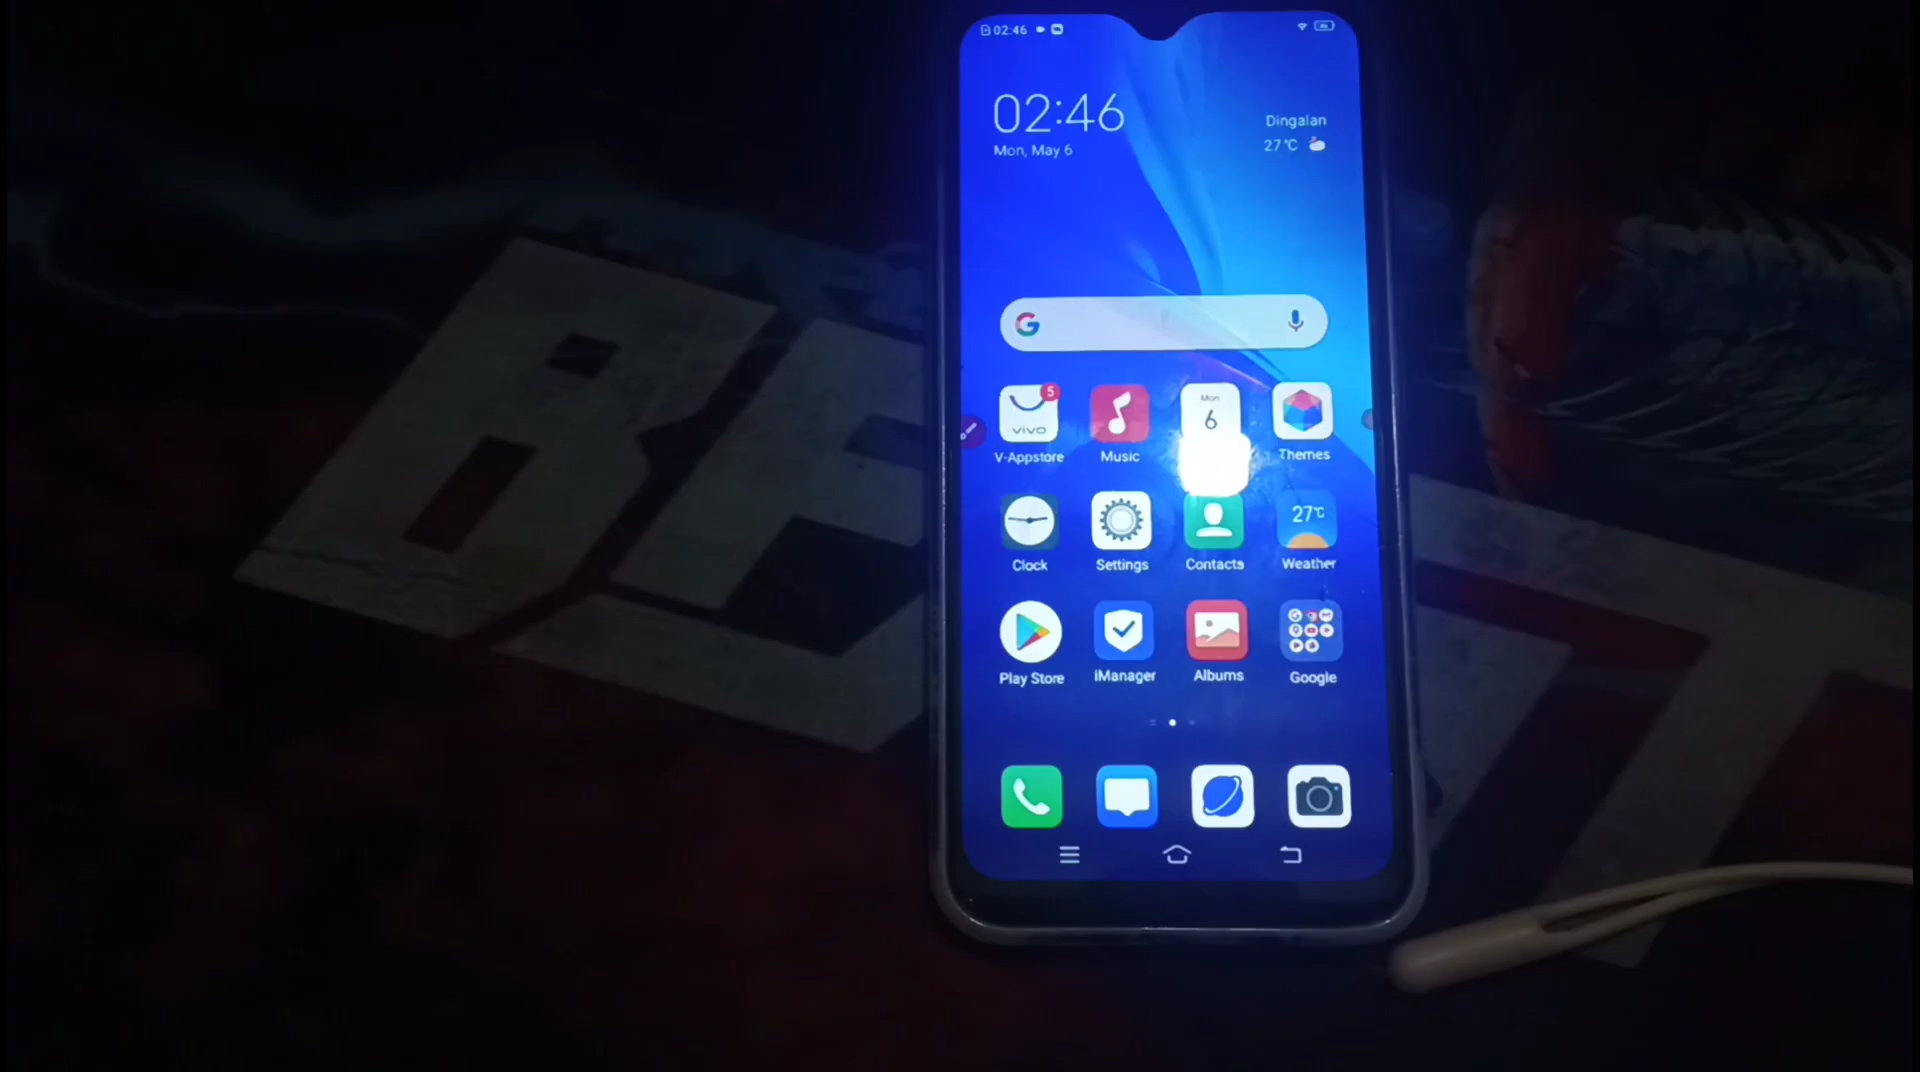 02:46
02:46
Mon, May 6
Dingalan
27°C
5
vivo
Mon
6
V-Appstore
Music
Themes
27°C
Clock
Settings
Contacts
Weather
Play Store
iManager
Albums
Google